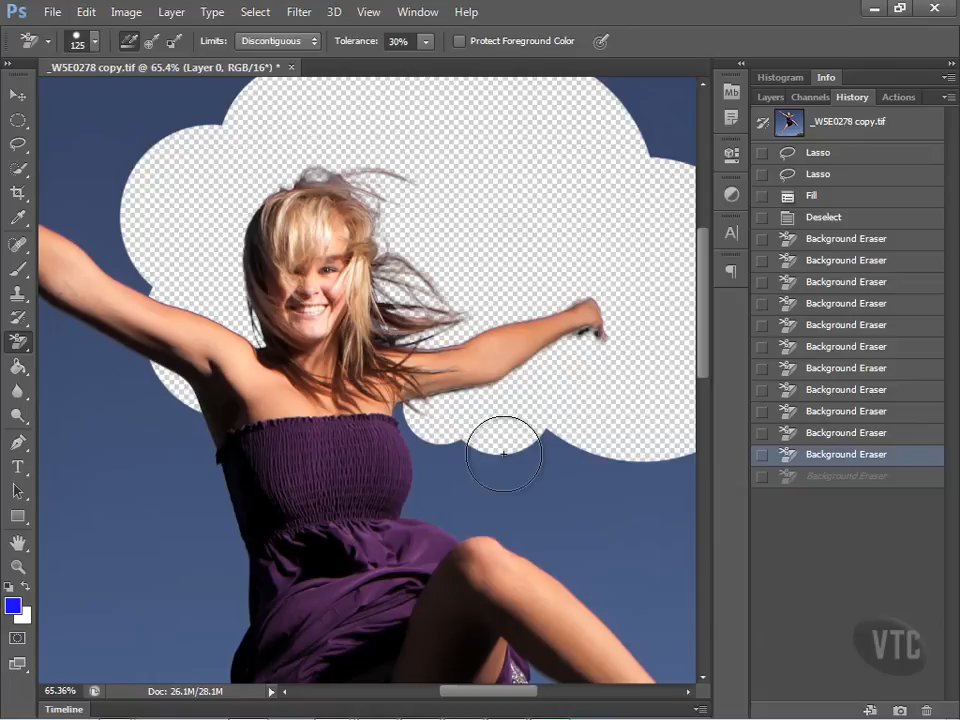 Ps File Edit Image Layer Type Select Filter 3D View Window Help
125 Limits: Discontiguous Tolerance: 30% Protect Foreground Color
_W5E0278 copy.tif @ 65.4% (Layer 0, RGB/16*) * ×
Histogram Info
Layers Channels History Actions
_W5E0278 copy.tif
Lasso
Lasso
Fill
Deselect
Background Eraser
Background Eraser
Background Eraser
Background Eraser
Background Eraser
Background Eraser
Background Eraser
Background Eraser
Background Eraser
Background Eraser
Background Eraser
Background Eraser
Mb
A
T
VTC
65.36% Doc: 26.1M/28.1M
Timeline